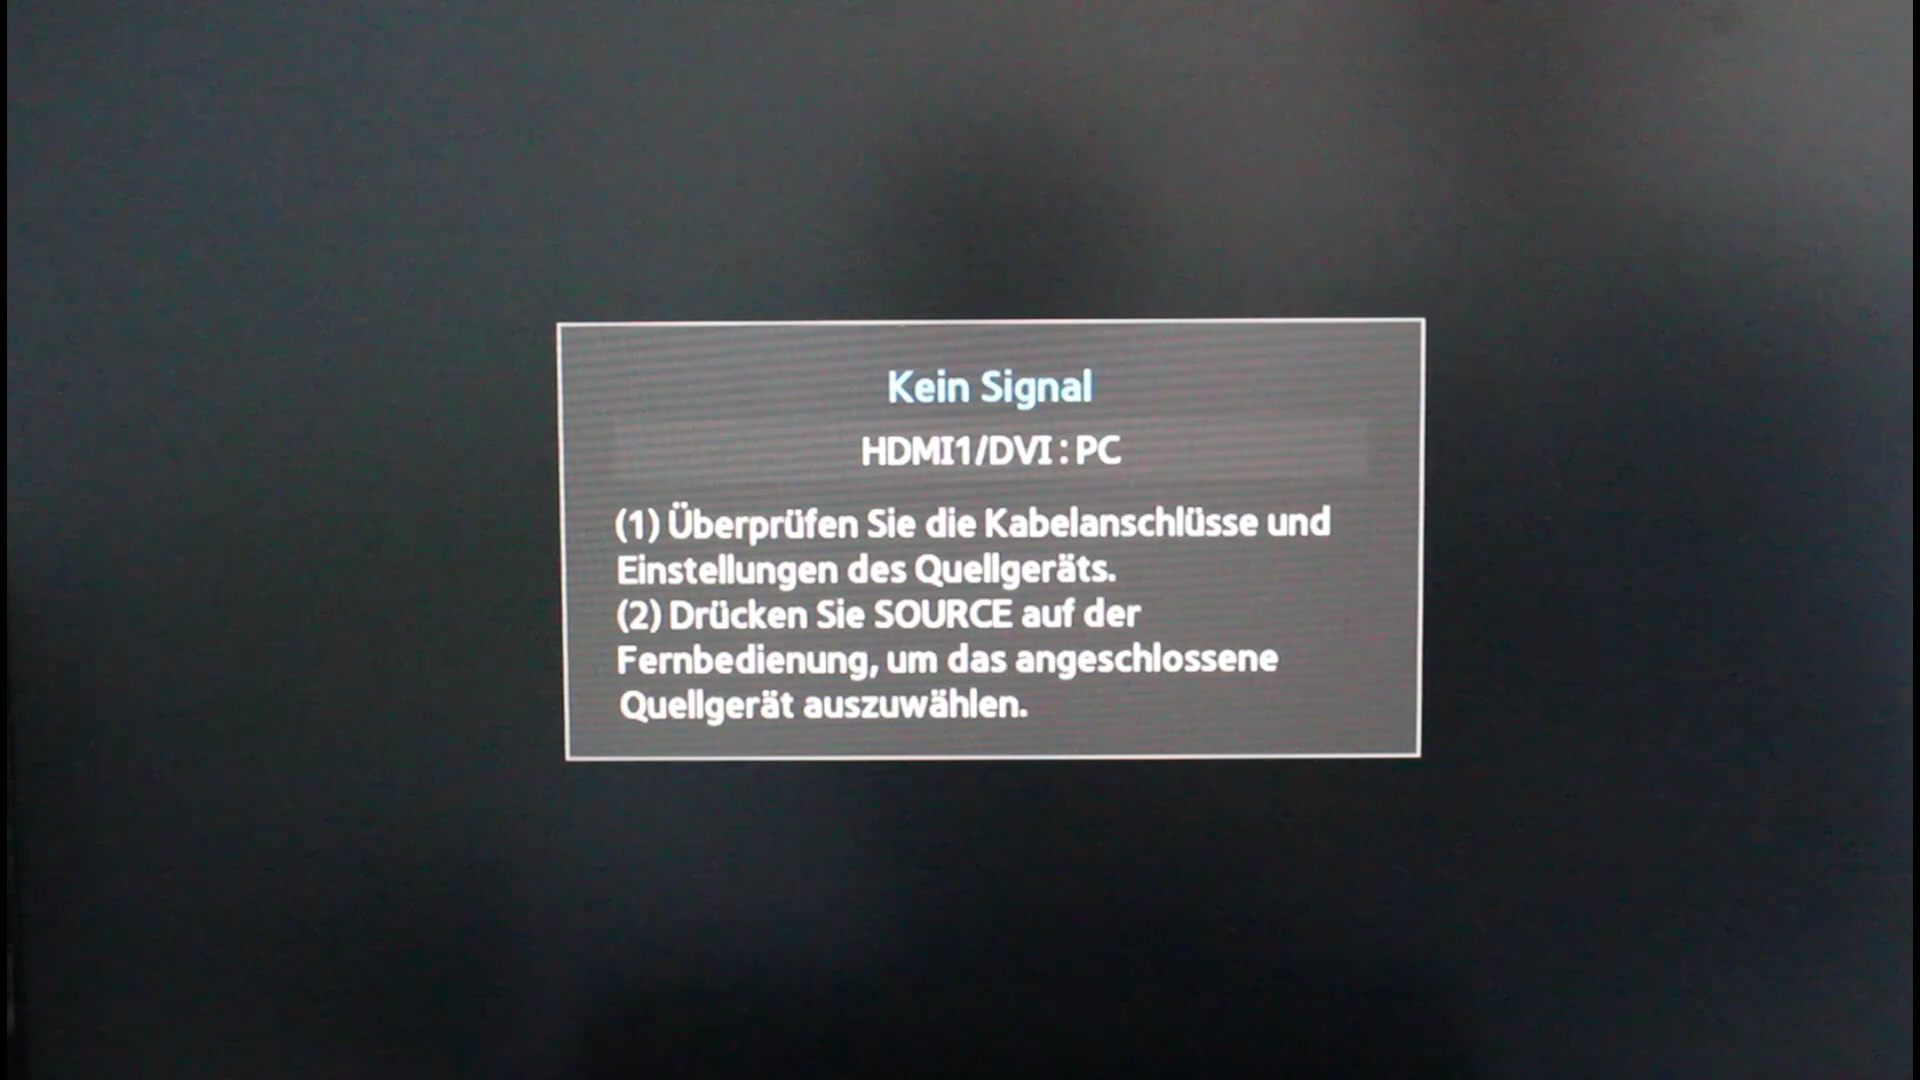 Kein Signal
HDMI1/DVI : PC
(1) Überprüfen Sie die Kabelanschlüsse und
Einstellungen des Quellgeräts.
(2) Drücken Sie SOURCE auf der
Fernbedienung, um das angeschlossene
Quellgerät auszuwählen.